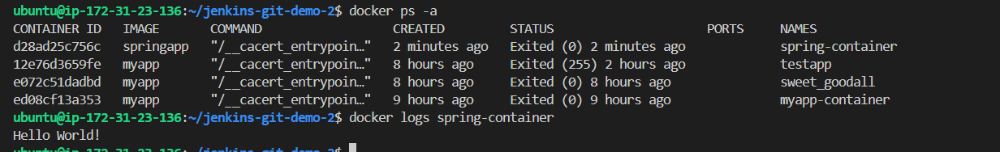 ubuntu@ip-172-31-23-136:~/jenkins-git-demo-2$ docker ps -a
CONTAINER ID   IMAGE       COMMAND                  CREATED         STATUS                     PORTS     NAMES
d28ad25c756c   springapp   "/__cacert_entrypoin…"   2 minutes ago   Exited (0) 2 minutes ago             spring-container
12e76d3659fe   myapp       "/__cacert_entrypoin…"   8 hours ago     Exited (255) 2 hours ago             testapp
e072c51dadbd   myapp       "/__cacert_entrypoin…"   8 hours ago     Exited (0) 8 hours ago               sweet_goodall
ed08cf13a353   myapp       "/__cacert_entrypoin…"   9 hours ago     Exited (0) 9 hours ago               myapp-container
ubuntu@ip-172-31-23-136:~/jenkins-git-demo-2$ docker logs spring-container
Hello World!
ubuntu@ip-172-31-23-136:~/jenkins-git-demo-2$